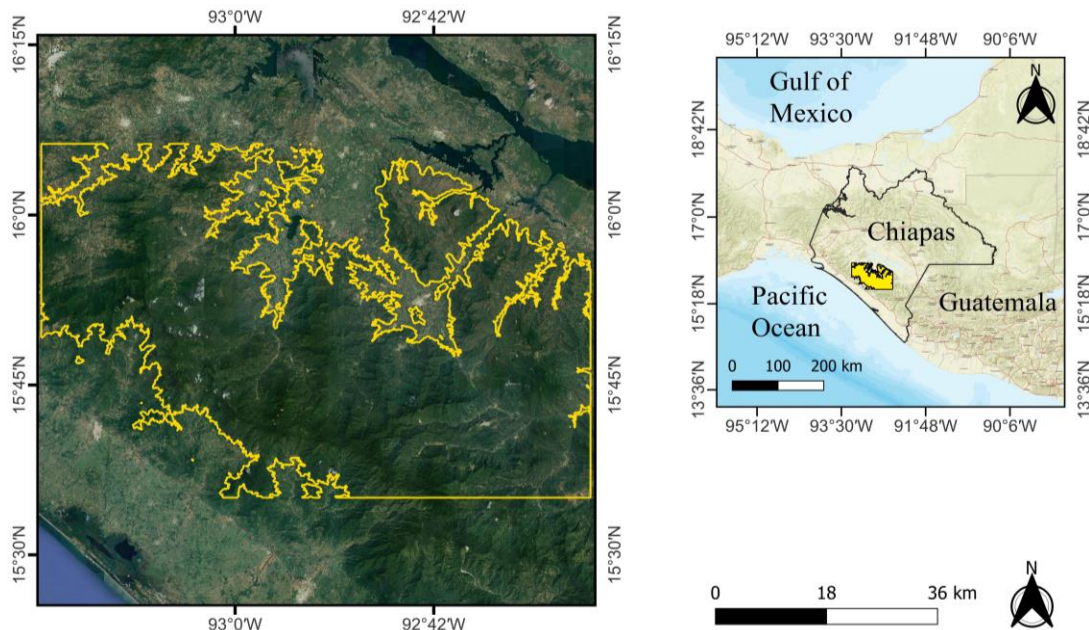 93°0'W 92°42'W
16°15'N 16°15'N
16°0'N 16°0'N
15°45'N 15°45'N
15°30'N 15°30'N
93°0'W 92°42'W
95°12'W 93°30'W 91°48'W 90°6'W
18°42'N 18°42'N
17°0'N 17°0'N
15°18'N 15°18'N
13°36'N 13°36'N
Gulf of
Mexico
N
Chiapas
Pacific
Ocean
Guatemala
0 100 200 km
95°12'W 93°30'W 91°48'W 90°6'W
0 18 36 km
N